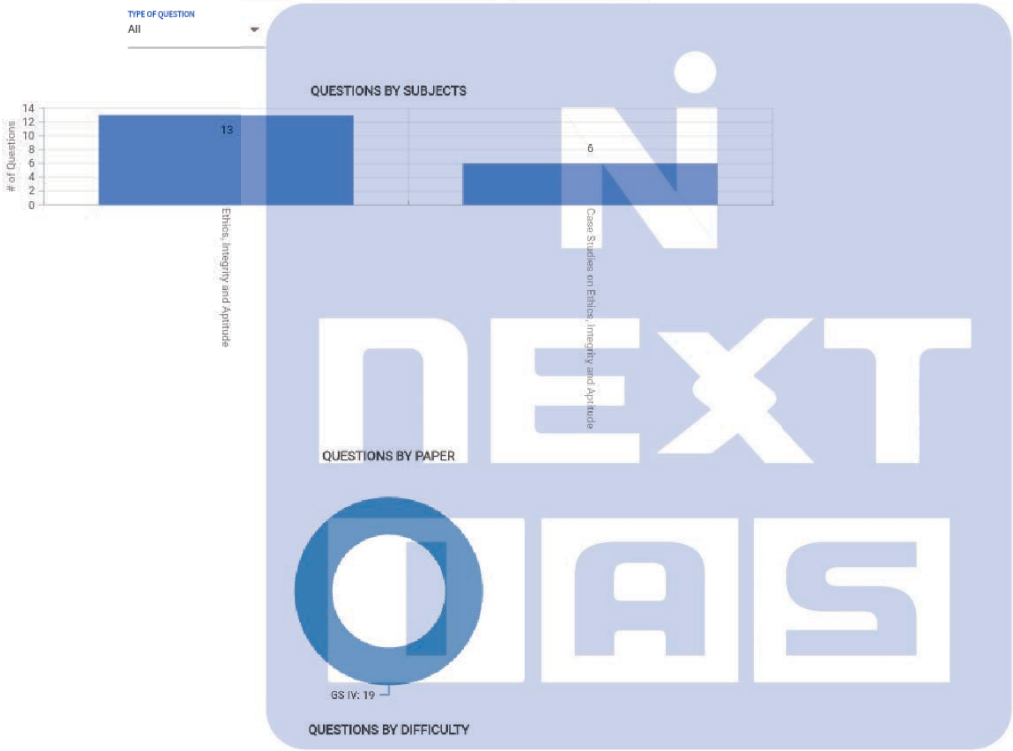 TYPE OF QUESTION
All
QUESTIONS BY SUBJECTS
# of Questions
14
12
10
8
6
4
2
0
13
6
Ethics, Integrity and Aptitude
Case Studies on Ethics, Integrity and Aptitude
N
NEXT
IAS
QUESTIONS BY PAPER
GS IV: 19
QUESTIONS BY DIFFICULTY